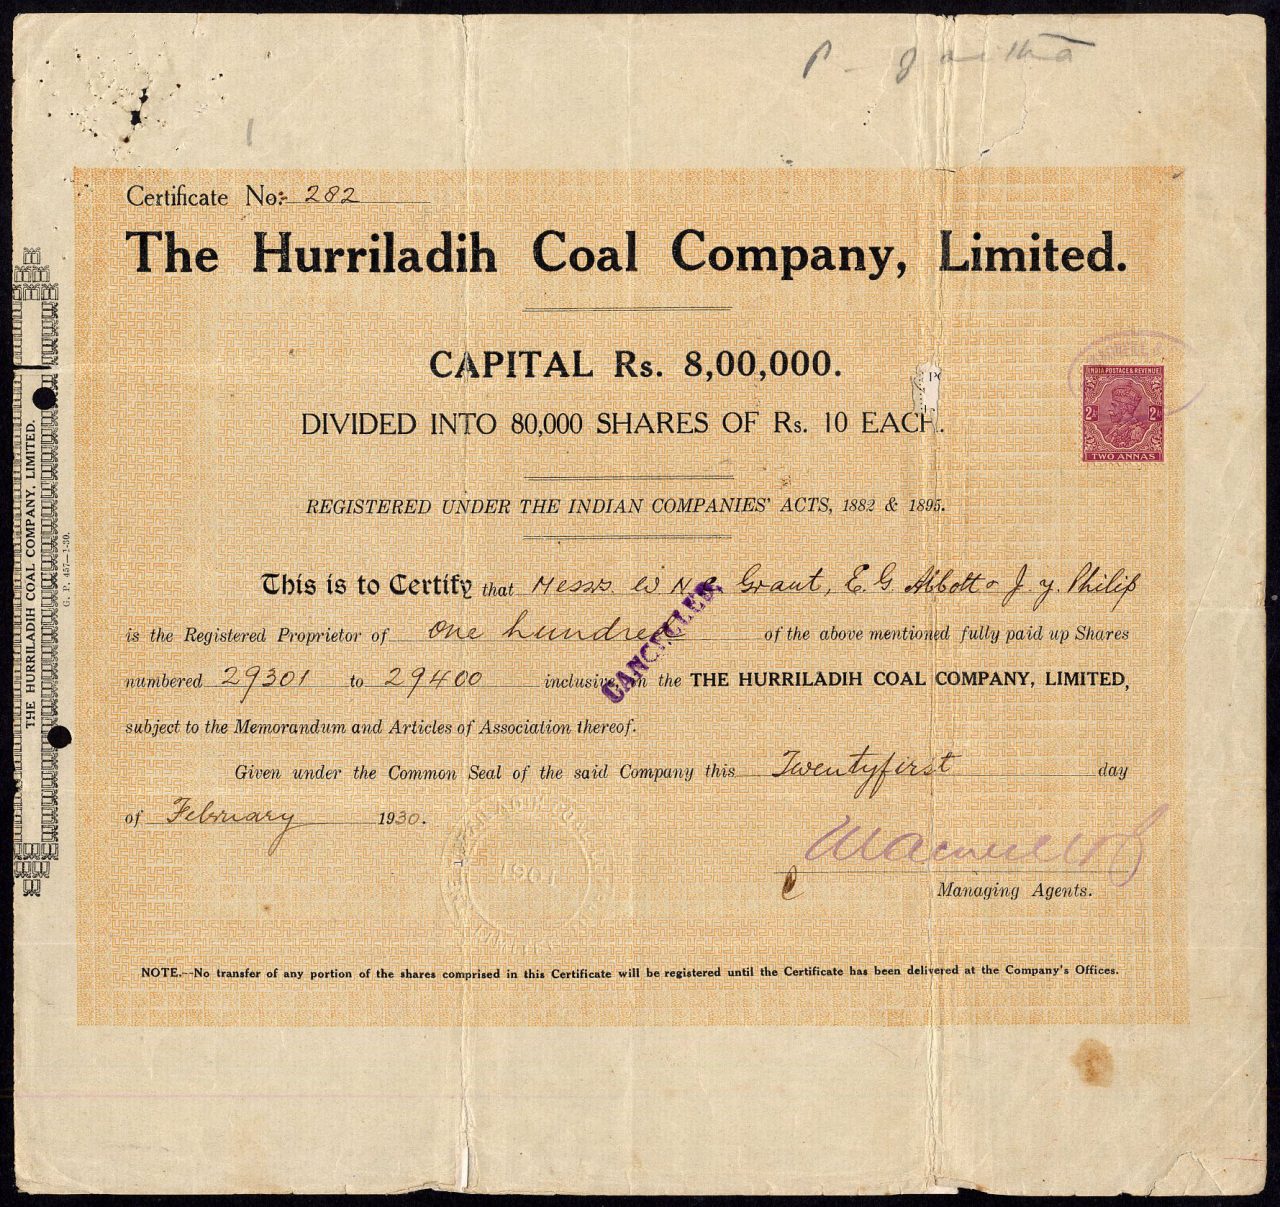 Certificate No:- 282
The Hurriladih Coal Company, Limited.
CAPITAL Rs. 8,00,000.
DIVIDED INTO 80,000 SHARES OF Rs. 10 EACH.
INDIA POSTAGE & REVENUE
2As 2As
TWO ANNAS
REGISTERED UNDER THE INDIAN COMPANIES' ACTS, 1882 & 1895.
This is to Certify that Messrs. W N C Grant, E. G. Abbott & J. Y. Philip
is the Registered Proprietor of one hundred of the above mentioned fully paid up Shares
numbered 29301 to 29400 inclusive in the THE HURRILADIH COAL COMPANY, LIMITED,
CANCELLED.
subject to the Memorandum and Articles of Association thereof.
Given under the Common Seal of the said Company this Twentyfirst day
of February 1930.
1901
Managing Agents.
NOTE.--No transfer of any portion of the shares comprised in this Certificate will be registered until the Certificate has been delivered at the Company's Offices.
THE HURRILADIH COAL COMPANY, LIMITED.
G. P. 457—1-30.